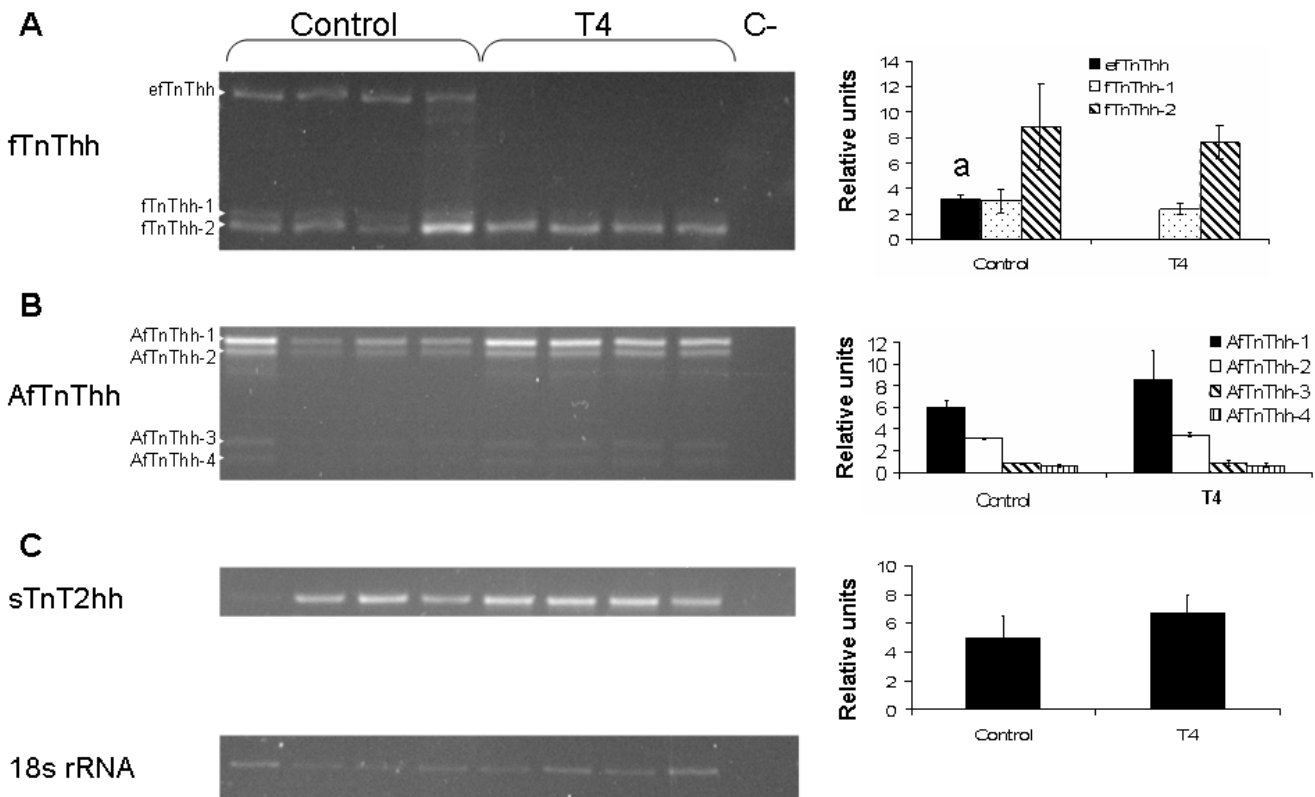 A
Control
T4
C-
efTnThh
fTnThh
fTnThh-1
fTnThh-2
Relative units
14
12
10
8
6
4
2
0
a
efTnThh
fTnThh-1
fTnThh-2
Control
T4
B
AfTnThh-1
AfTnThh-2
AfTnThh
AfTnThh-3
AfTnThh-4
Relative units
12
10
8
6
4
2
0
AfTnThh-1
AfTnThh-2
AfTnThh-3
AfTnThh-4
Control
T4
C
sTnT2hh
Relative units
10
8
6
4
2
0
Control
T4
18s rRNA